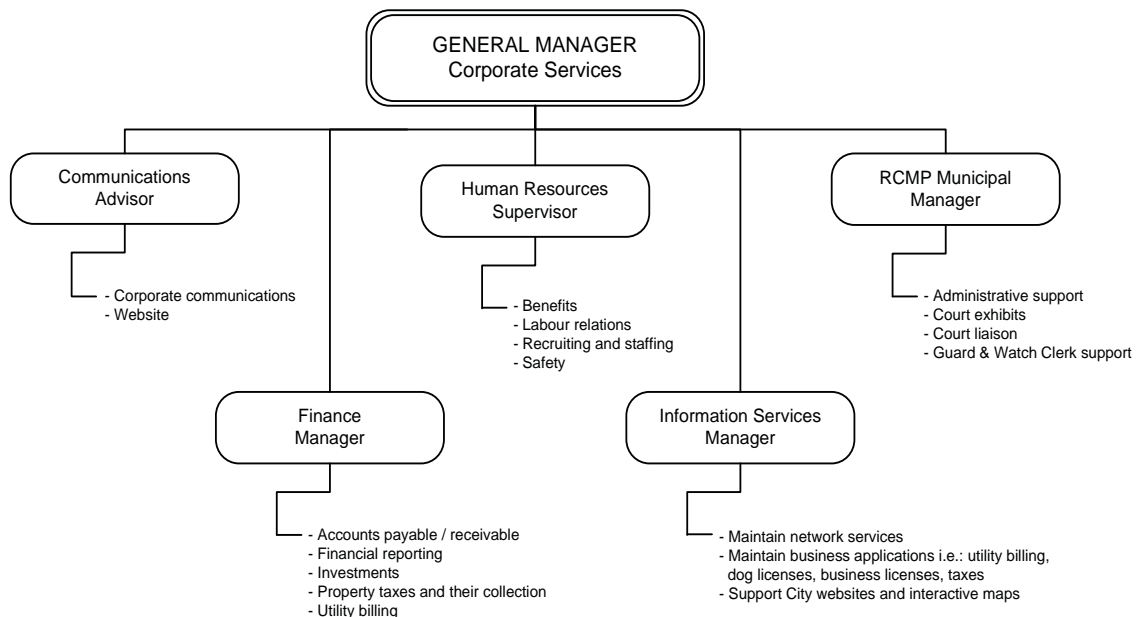 GENERAL MANAGER
Corporate Services
Communications
Advisor
- Corporate communications
- Website
Human Resources
Supervisor
- Benefits
- Labour relations
- Recruiting and staffing
- Safety
RCMP Municipal
Manager
- Administrative support
- Court exhibits
- Court liaison
- Guard & Watch Clerk support
Finance
Manager
- Accounts payable / receivable
- Financial reporting
- Investments
- Property taxes and their collection
- Utility billing
Information Services
Manager
- Maintain network services
- Maintain business applications i.e.: utility billing,
dog licenses, business licenses, taxes
- Support City websites and interactive maps